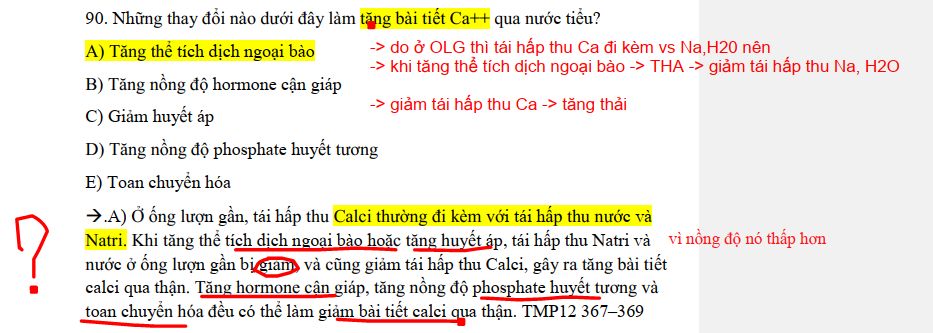 90. Những thay đổi nào dưới đây làm tăng bài tiết Ca++ qua nước tiểu?
A) Tăng thể tích dịch ngoại bào
-> do ở OLG thì tái hấp thu Ca đi kèm vs Na,H20 nên
-> khi tăng thể tích dịch ngoại bào -> THA -> giảm tái hấp thu Na, H2O
B) Tăng nồng độ hormone cận giáp
-> giảm tái hấp thu Ca -> tăng thải
C) Giảm huyết áp
D) Tăng nồng độ phosphate huyết tương
E) Toan chuyển hóa
→.A) Ở ống lượn gần, tái hấp thu Calci thường đi kèm với tái hấp thu nước và
Natri. Khi tăng thể tích dịch ngoại bào hoặc tăng huyết áp, tái hấp thu Natri và
vì nồng độ nó thấp hơn
nước ở ống lượn gần bị giảm, và cũng giảm tái hấp thu Calci, gây ra tăng bài tiết
calci qua thận. Tăng hormone cận giáp, tăng nồng độ phosphate huyết tương và
toan chuyển hóa đều có thể làm giảm bài tiết calci qua thận. TMP12 367–369
?